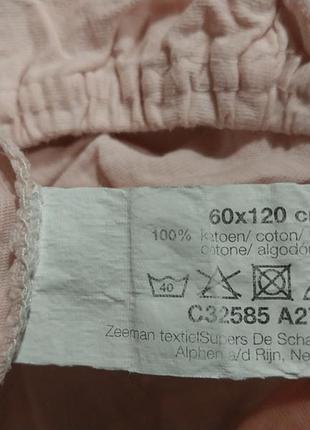 60x120 c
100% katoen/ coton/
cotone/ algodó
40
C32585 A2
Zeeman textielSupers De Scha
Alphen a/d Rijn, Ne